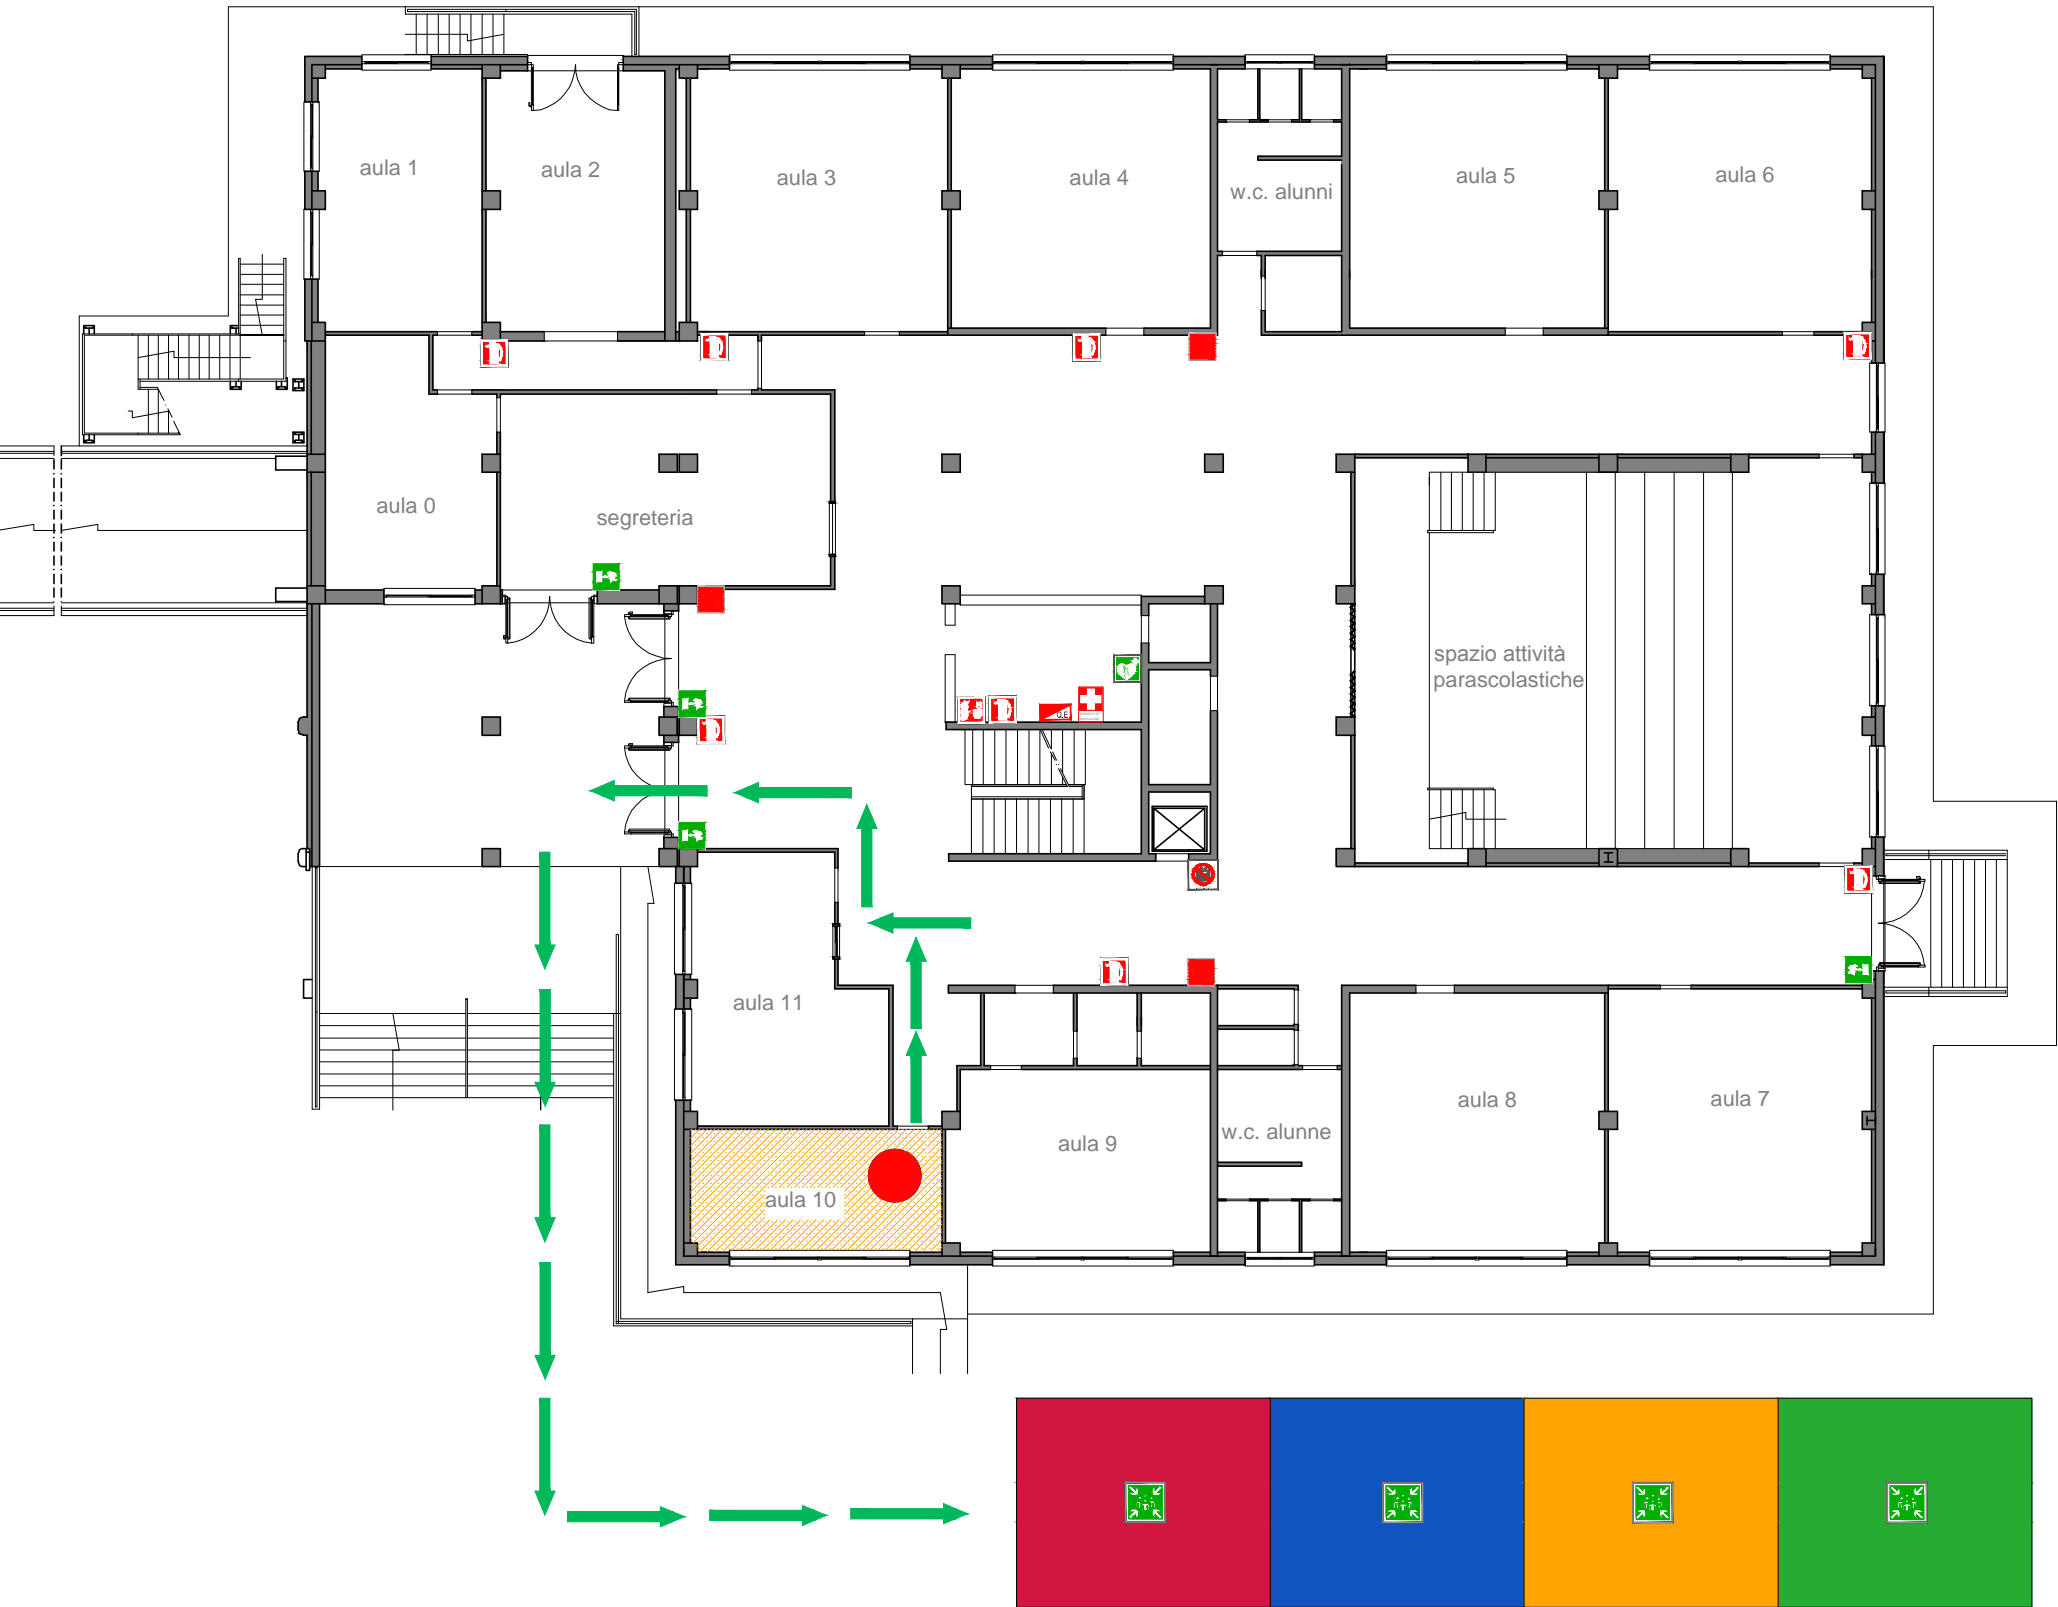 aula 1
aula 2
aula 3
aula 4
w.c. alunni
aula 5
aula 6
aula 0
segreteria
spazio attività
parascolastiche
Q.E.
aula 11
aula 10
aula 9
w.c. alunne
aula 8
aula 7